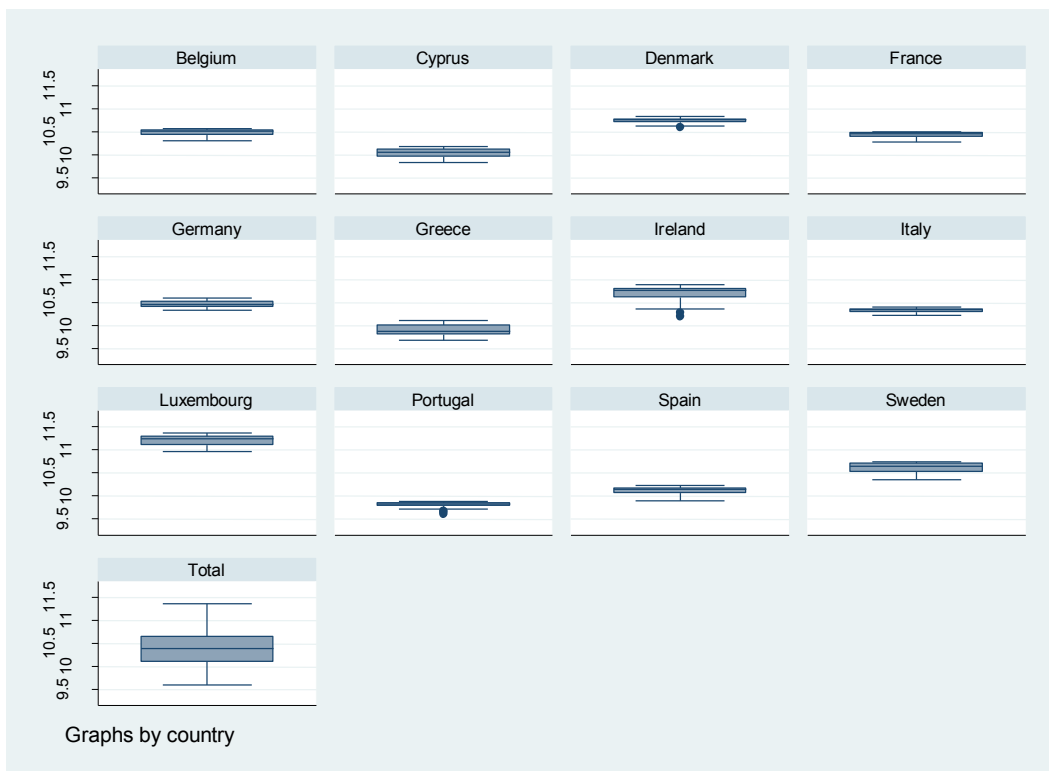 Belgium Cyprus Denmark France
9.5 10 10.5 11 11.5
Germany Greece Ireland Italy
9.5 10 10.5 11 11.5
Luxembourg Portugal Spain Sweden
9.5 10 10.5 11 11.5
Total
9.5 10 10.5 11 11.5
Graphs by country